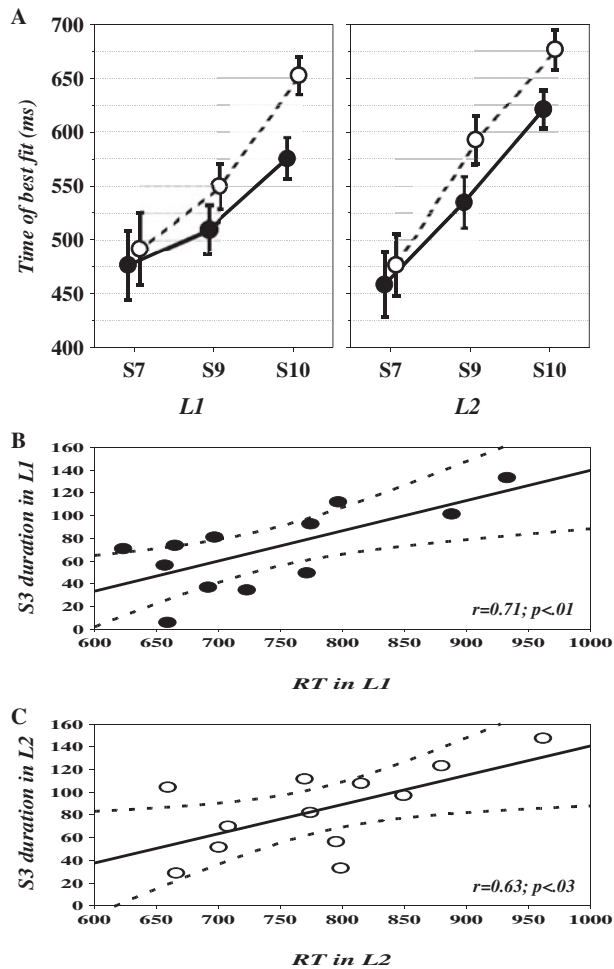 A
Time of best fit (ms)
700
650
600
550
500
450
400
S7 S9 S10
L1
S7 S9 S10
L2
B
S3 duration in L1
160
140
120
100
80
60
40
20
0
r=0.71; p<.01
600 650 700 750 800 850 900 950 1000
RT in L1
C
S3 duration in L2
160
140
120
100
80
60
40
20
0
r=0.63; p<.03
600 650 700 750 800 850 900 950 1000
RT in L2